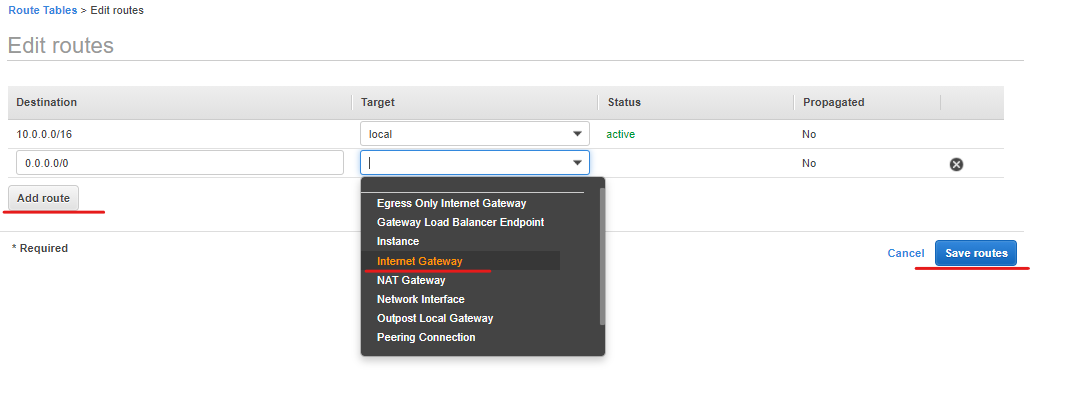 Route Tables > Edit routes
Edit routes
Destination Target Status Propagated
10.0.0.0/16 local active No
0.0.0.0/0 No
Add route
Egress Only Internet Gateway
Gateway Load Balancer Endpoint
Instance
Internet Gateway
NAT Gateway
Network Interface
Outpost Local Gateway
Peering Connection
* Required
Cancel Save routes